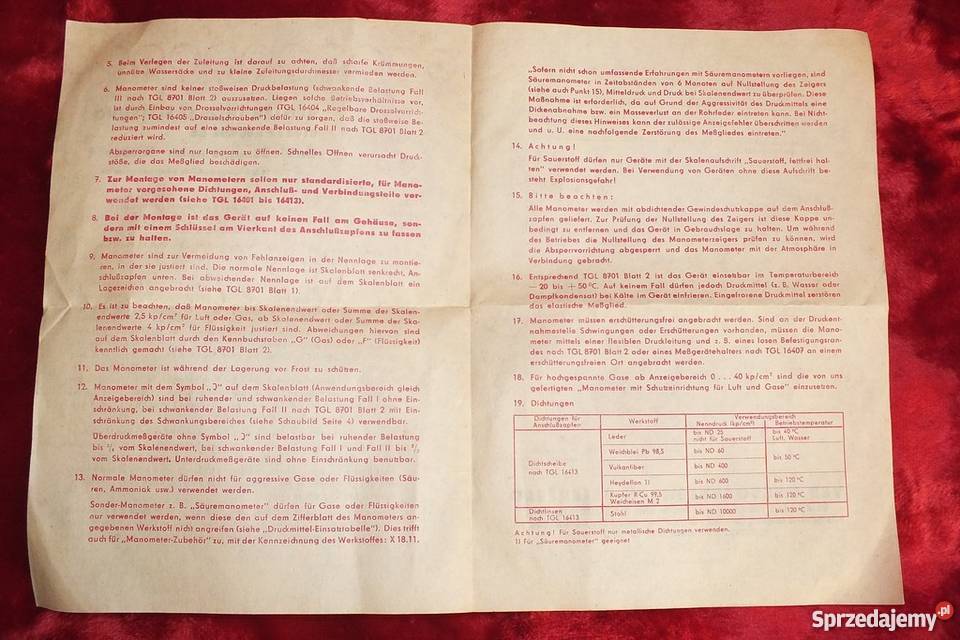 5. Beim Verlegen der Zuleitung ist darauf zu achten, daß scharfe Krümmungen,
unnütze Wassersäcke und zu kleine Zuleitungsdurchmesser vermieden werden.
6. Manometer sind keiner stoßweisen Druckbelastung (schwankende Belastung Fall
III nach TGL 8701 Blatt 2) auszusetzen. Liegen solche Betriebsverhältnisse vor,
ist durch Einbau von Drosselvorrichtungen (TGL 16404 „Regelbare Drosselvorrich-
tungen"; TGL 16405 „Drosselschrauben") dafür zu sorgen, daß die stoßweise Be-
lastung zumindest auf eine schwankende Belastung Fall II nach TGL 8701 Blatt 2
reduziert wird.
Absperrorgane sind nur langsam zu öffnen. Schnelles Öffnen verursacht Druck-
stöße, die das Meßglied beschädigen.
7. Zur Montage von Manometern sollen nur standardisierte, für Mano-
meter vorgesehene Dichtungen, Anschluß- und Verbindungsteile ver-
wendet werden (siehe TGL 16401 bis 16413).
8. Bei der Montage ist das Gerät auf keinen Fall am Gehäuse, son-
dern mit einem Schlüssel am Vierkant des Anschlußzapfens zu fassen
bzw. zu halten.
9. Manometer sind zur Vermeidung von Fehlanzeigen in der Nennlage zu montie-
ren, in der sie justiert sind. Die normale Nennlage ist Skalenblatt senkrecht, An-
schlußzapfen unten. Bei abweichender Nennlage ist auf dem Skalenblatt ein
Lagezeichen angebracht (siehe TGL 8701 Blatt 1).
10. Es ist zu beachten, daß Manometer bis Skalenendwert oder Summe der Skalen-
endwerte 2,5 kp/cm² für Luft oder Gas, ab Skalenendwert oder Summe der Ska-
lenendwerte 4 kp/cm² für Flüssigkeit justiert sind. Abweichungen hiervon sind
auf dem Skalenblatt durch den Kennbuchstaben „G" (Gas) oder „F" (Flüssigkeit)
kenntlich gemacht (siehe TGL 8701 Blatt 2).
11. Das Manometer ist während der Lagerung vor Frost zu schützen.
12. Manometer mit dem Symbol „J" auf dem Skalenblatt (Anwendungsbereich gleich
Anzeigebereich) sind bei ruhender und schwankender Belastung Fall I ohne Ein-
schränkung, bei schwankender Belastung Fall II nach TGL 8701 Blatt 2 mit Ein-
schränkung des Schwankungsbereiches (siehe Schaubild Seite 4) verwendbar.
Überdruckmeßgeräte ohne Symbol „J" sind belastbar bei ruhender Belastung
vom Skalenendwert, bei schwankender Belastung Fall I und Fall II bis ²/₃
vom Skalenendwert. Unterdruckmeßgeräte sind ohne Einschränkung benutzbar.
13. Normale Manometer dürfen nicht für aggressive Gase oder Flüssigkeiten (Säu-
ren, Ammoniak usw.) verwendet werden.
Sonder-Manometer z. B. „Säuremanometer" dürfen für Gase oder Flüssigkeiten
nur verwendet werden, wenn diese den auf dem Zifferblatt des Manometers an-
gegebenen Werkstoff nicht angreifen (siehe „Druckmittel-Einsatztabelle"). Dies trifft
auch für „Manometer-Zubehör" zu, mit der Kennzeichnung des Werkstoffes: X 18.11.
„Sofern nicht schon umfassende Erfahrungen mit Säuremanometern vorliegen, sind
Säuremanometer in Zeitabständen von 6 Monaten auf Nullstellung des Zeigers
(siehe auch Punkt 15), Mitteldruck und Druck bei Skalenendwert zu überprüfen. Diese
Maßnahme ist erforderlich, da auf Grund der Aggressivität des Druckmittels eine
Dickenabnahme bzw. ein Masseverlust an der Rohrfeder eintreten kann. Bei Nicht-
beachtung dieses Hinweises kann der zulässige Anzeigefehler überschritten werden
und u. U. eine nachfolgende Zerstörung des Meßgliedes eintreten."
14. Achtung!
Für Sauerstoff dürfen nur Geräte mit der Skalenaufschrift „Sauerstoff, fettfrei hal-
ten" verwendet werden. Bei Verwendung von Geräten ohne diese Aufschrift be-
steht Explosionsgefahr!
15. Bitte beachten:
Alle Manometer werden mit abdichtender Gewindeschutzkappe auf dem Anschluß-
zapfen geliefert. Zur Prüfung der Nullstellung des Zeigers ist diese Kappe un-
bedingt zu entfernen und das Gerät in Gebrauchslage zu halten. Um während
des Betriebes die Nullstellung des Manometerzeigers prüfen zu können, wird
die Absperrvorrichtung abgesperrt und das Manometer mit der Atmosphäre in
Verbindung gebracht.
16. Entsprechend TGL 8701 Blatt 2 ist das Gerät einsetzbar im Temperaturbereich
— 20 bis + 50 °C. Auf keinem Fall dürfen jedoch Druckmittel (z. B. Wasser oder
Dampfkondensat) bei Kälte im Gerät einfrieren. Eingefrorene Druckmittel zerstören
das elastische Meßglied.
17. Manometer müssen erschütterungsfrei angebracht werden. Sind an der Druckent-
nahmestelle Schwingungen oder Erschütterungen vorhanden, müssen die Mano-
meter mittels einer flexiblen Druckleitung und z. B. eines losen Befestigungsran-
des nach TGL 8701 Blatt 2 oder eines Meßgerätehalters nach TGL 16407 an einem
erschütterungsfreien Ort angebracht werden.
18. Für hochgespannte Gase ab Anzeigebereich 0 . . . 40 kp/cm² sind die von uns
gefertigten „Manometer mit Schutzeinrichtung für Luft und Gase" einzusetzen.
19. Dichtungen
Dichtungen für Anschlußzapfen Werkstoff Verwendungsbereich
Nenndruck (kp/cm²) Betriebstemperatur
Dichtscheibe nach TGL 16413
Leder bis ND 25 nicht für Sauerstoff bis 40 °C Luft, Wasser
Weichblei Pb 98,5 bis ND 60 bis 50 °C
Vulkanfiber bis ND 400
Heydeflon 1) bis ND 600 bis 120 °C
Kupfer R Cu 99,5 Weicheisen M 2 bis ND 1600 bis 120 °C
Dichtlinsen nach TGL 16413 Stahl bis ND 10000 bis 120 °C
Achtung! Für Sauerstoff nur metallische Dichtungen verwenden.
1) Für „Säuremanometer" geeignet
Sprzedajemy.pl